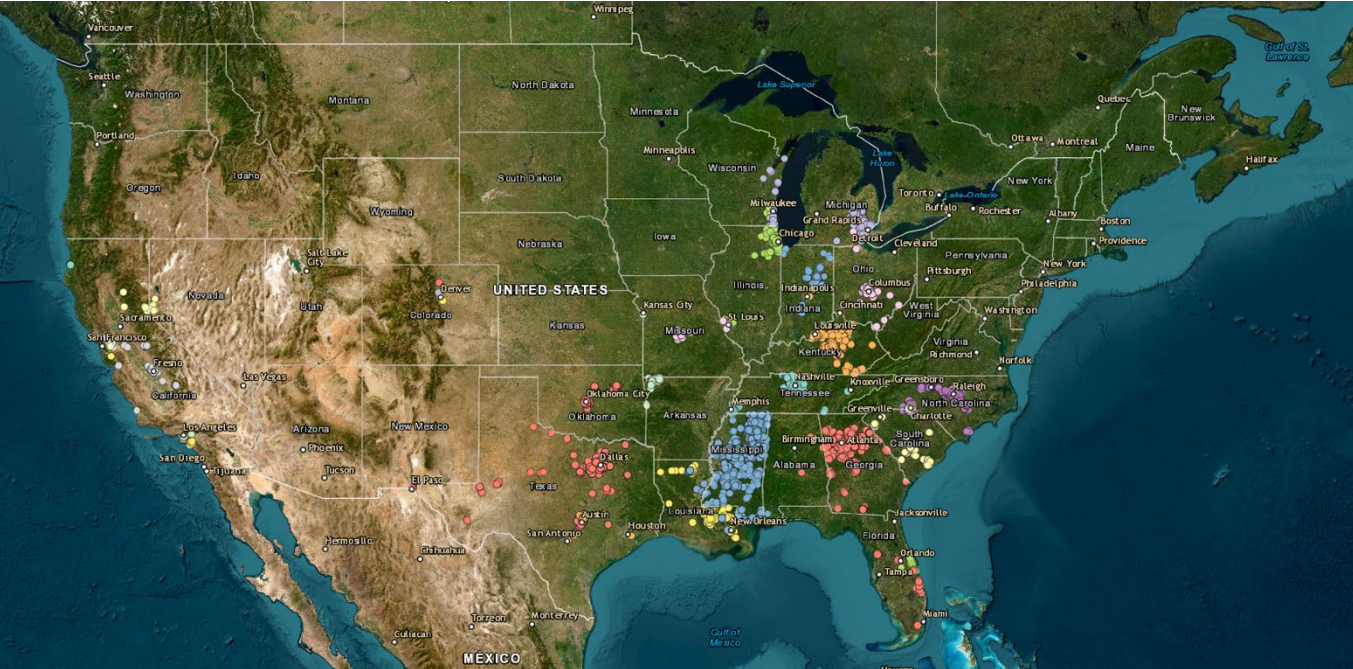 Winnipeg
Vancouver
Gulf of St.
Lawrence
Seattle
Washington
Montana
North Dakota
Lake Superior
Quebec
New
Brunswick
Minnesota
Portland
Ottawa
Montreal
Maine
Minneapolis
Lake
Huron
Halifax
Wisconsin
Oregon
Idaho
South Dakota
New York
Toronto
Lake Ontario
Milwaukee
Michigan
Wyoming
Buffalo
Rochester
Grand Rapids
Albany
Boston
Iowa
Chicago
Detroit
Nebraska
Cleveland
Providence
Salt Lake
City
Pennsylvania
New York
Ohio
Pittsburgh
Denver
UNITED STATES
Illinois
Indianapolis
Columbus
Philadelphia
Nevada
Utah
Kansas City
Indiana
Cincinnati
West
Virginia
Washington
Sacramento
Colorado
St Louis
Kansas
Missouri
Louisville
San Francisco
Virginia
Kentucky
Richmond
Norfolk
Fresno
Las Vegas
Nashville
Knoxville
Greensboro
Raleigh
California
Oklahoma City
Tennessee
Memphis
North Carolina
Greenville
Charlotte
Oklahoma
Arkansas
Los Angeles
Arizona
New Mexico
Birmingham
Atlanta
South
Carolina
Phoenix
Mississippi
San Diego
Dallas
Alabama
Georgia
Tijuana
Tucson
El Paso
Texas
Louisiana
Jacksonville
Austin
New Orleans
Houston
San Antonio
Florida
Hermosillo
Chihuahua
Orlando
Tampa
Torreon
Monterrey
Miami
Culiacan
Gulf of
Mexico
MÉXICO